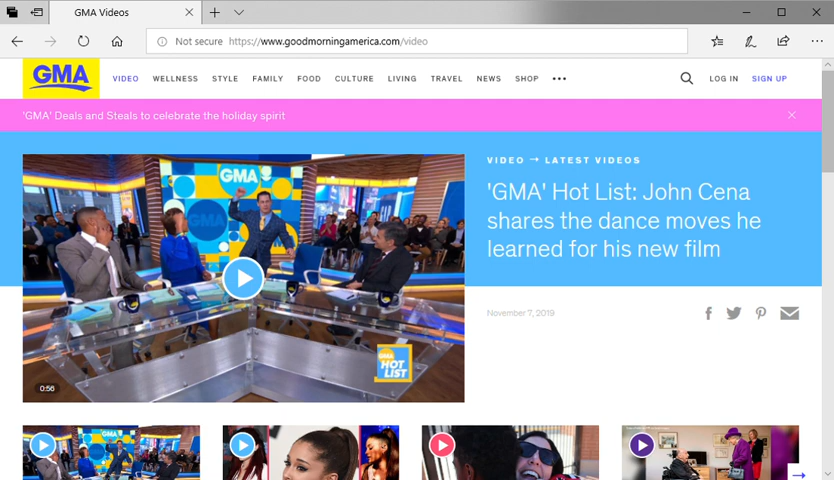 GMA Videos
Not secure https://www.goodmorningamerica.com/video
GMA
VIDEO WELLNESS STYLE FAMILY FOOD CULTURE LIVING TRAVEL NEWS SHOP LOG IN SIGN UP
'GMA' Deals and Steals to celebrate the holiday spirit
VIDEO → LATEST VIDEOS
'GMA' Hot List: John Cena
shares the dance moves he
learned for his new film
November 7, 2019
GMA
GMA
HOT
LIST
0:56
GMA